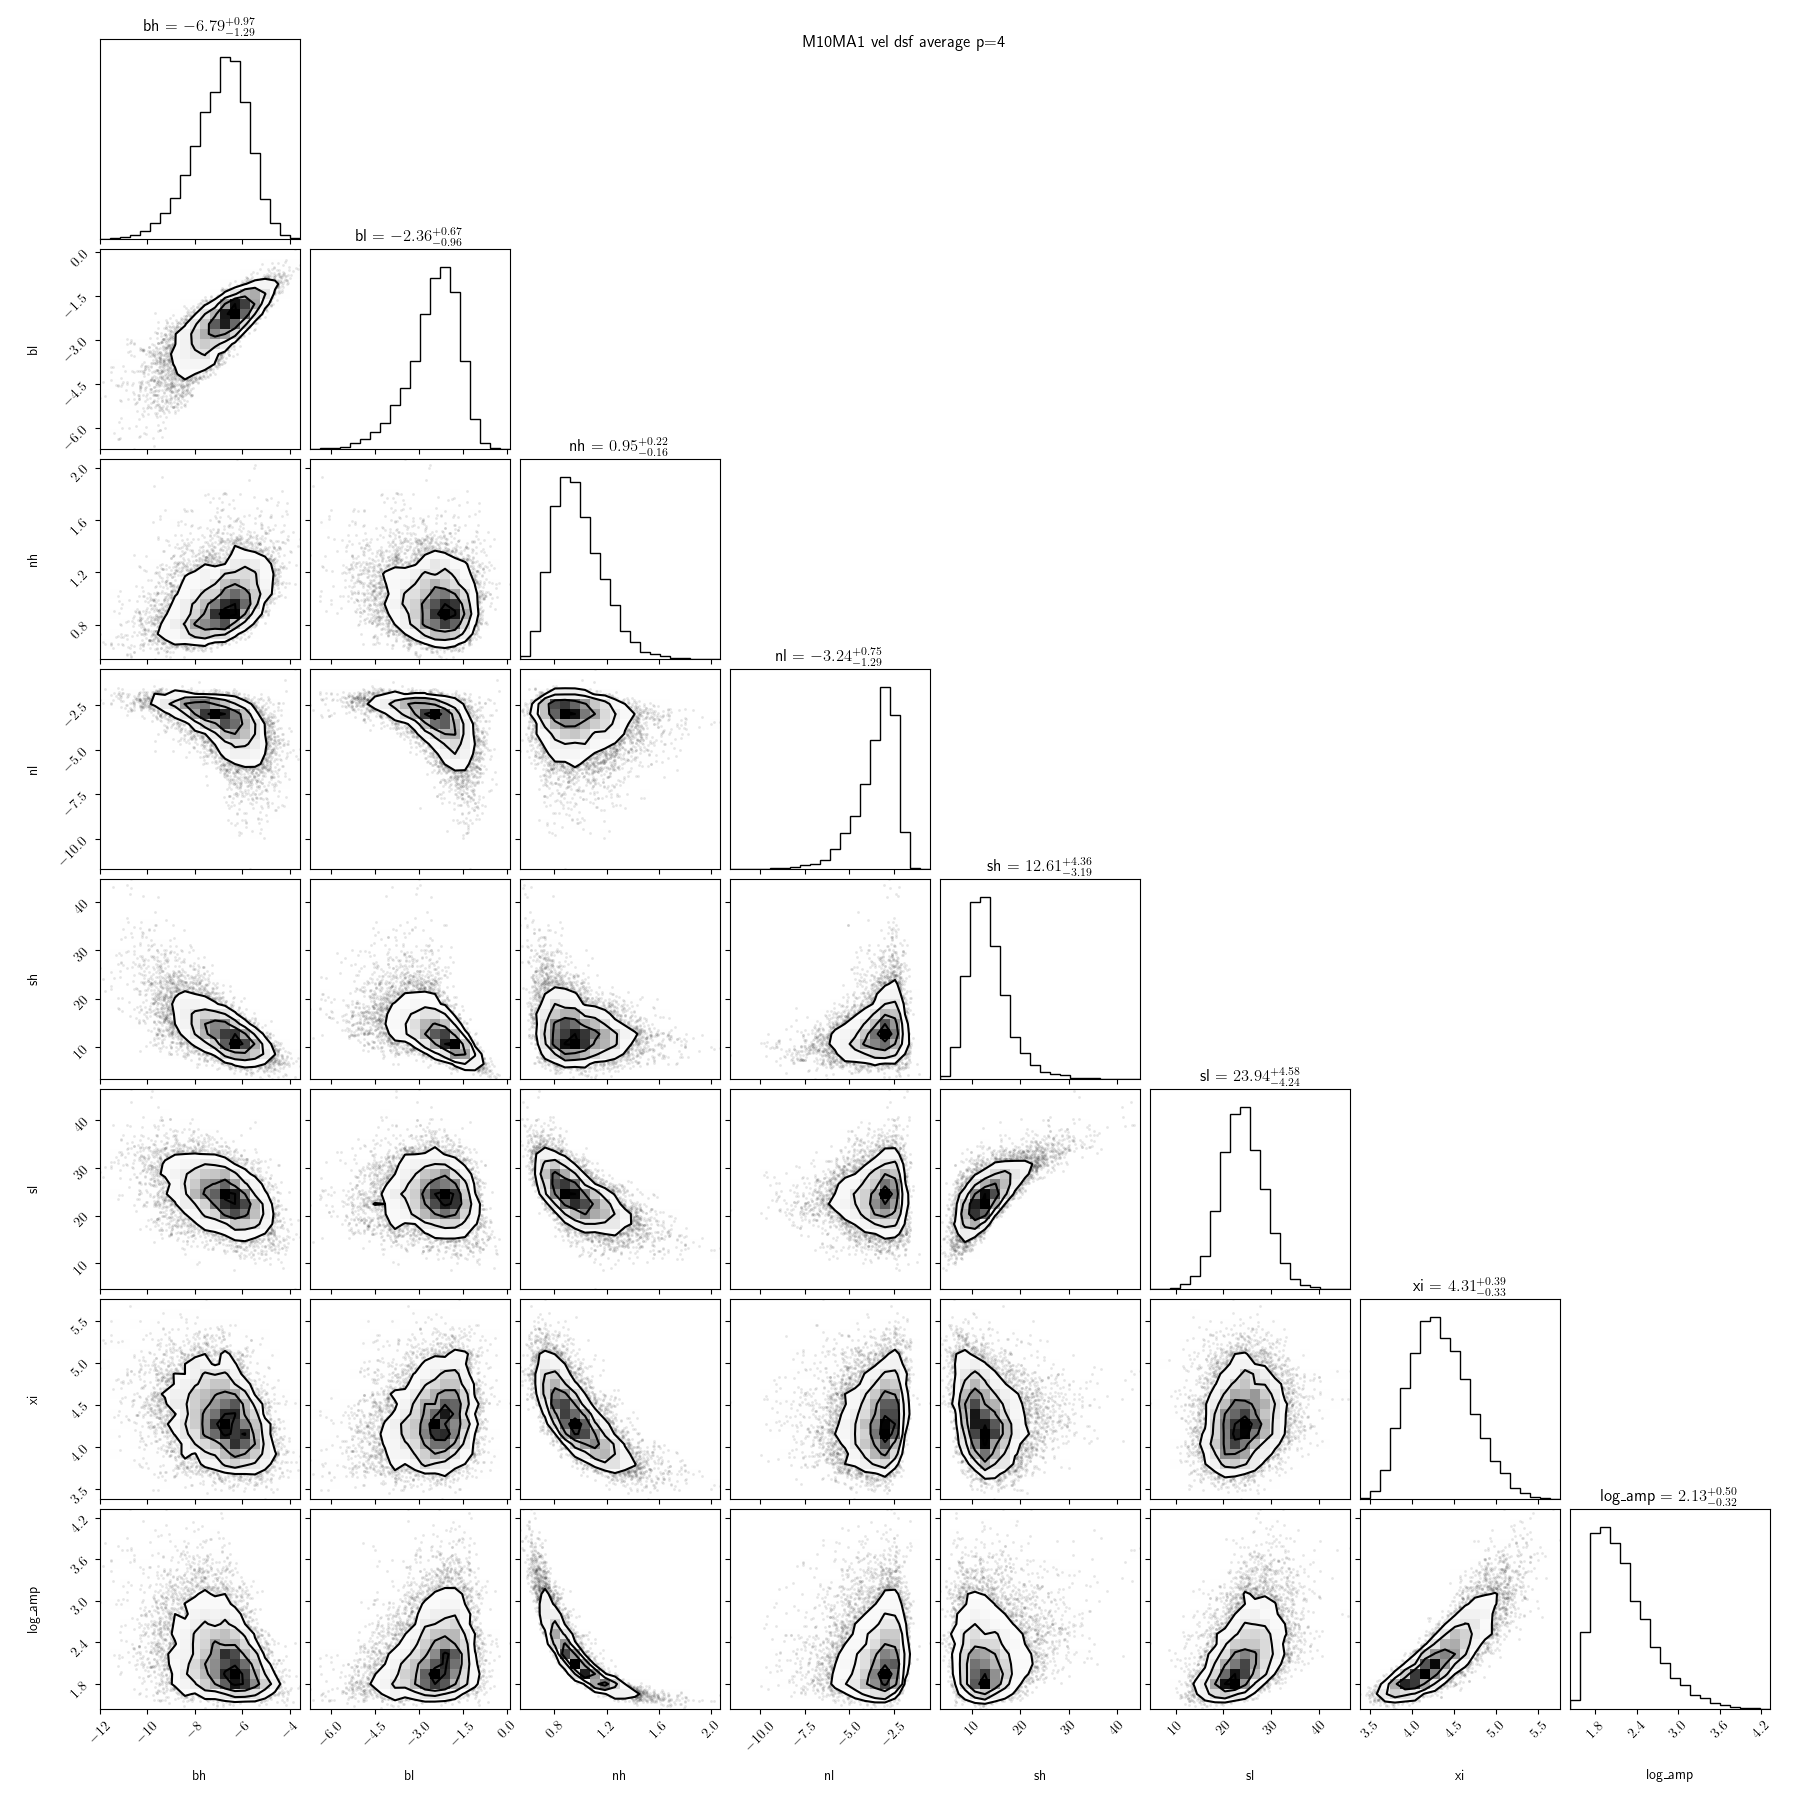 M10MA1 vel dsf average p=4
bh = −6.79 +0.97 −1.29
bl = −2.36 +0.67 −0.96
0.0
−1.5
−3.0
−4.5
−6.0
bl
nh = 0.95 +0.22 −0.16
2.0
1.6
1.2
0.8
nh
nl = −3.24 +0.75 −1.29
−2.5
−5.0
−7.5
−10.0
nl
sh = 12.61 +4.36 −3.19
40
30
20
10
sh
sl = 23.94 +4.58 −4.24
40
30
20
10
sl
xi = 4.31 +0.39 −0.33
5.5
5.0
4.5
4.0
3.5
xi
log_amp = 2.13 +0.50 −0.32
4.2
3.6
3.0
2.4
1.8
log_amp
−12 −10 −8 −6 −4
−6.0 −4.5 −3.0 −1.5 0.0
0.8 1.2 1.6 2.0
−10.0 −7.5 −5.0 −2.5
10 20 30 40
10 20 30 40
3.5 4.0 4.5 5.0 5.5
1.8 2.4 3.0 3.6 4.2
bh bl nh nl sh sl xi log_amp